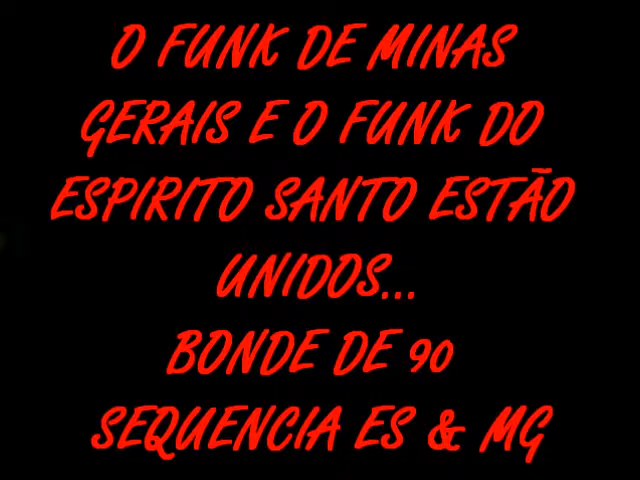 O FUNK DE MINAS
GERAIS E O FUNK DO
ESPIRITO SANTO ESTÃO
UNIDOS...
BONDE DE 90
SEQUENCIA ES & MG